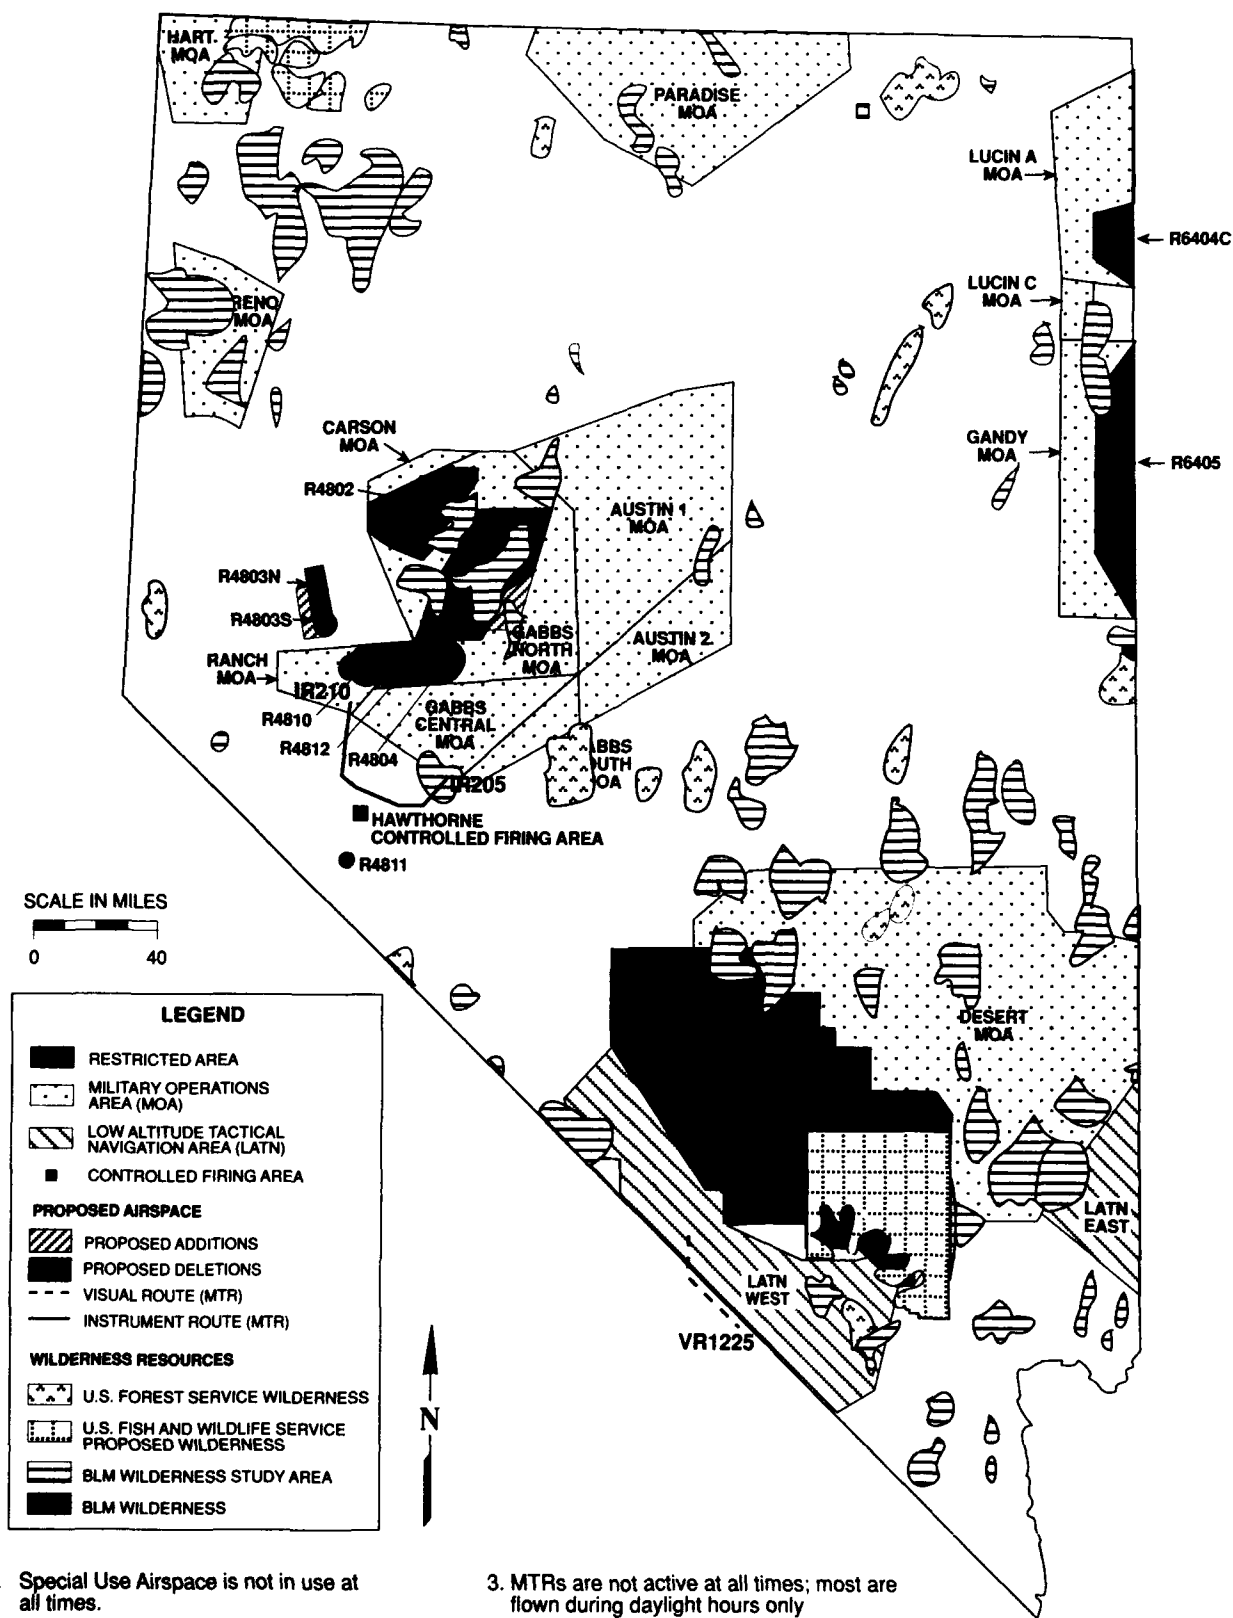 HART.
MOA
PARADISE
MOA
LUCIN A
MOA
R6404C
LUCIN C
MOA
RENO
MOA
CARSON
MOA
R4802
GANDY
MOA
R6405
AUSTIN 1
MOA
R4803N
R4803S
GABBS
NORTH
MOA
AUSTIN 2
MOA
RANCH
MOA
IR210
R4810
GABBS
CENTRAL
MOA
R4812
R4804
ABBS
UTH
OA
IR205
HAWTHORNE
CONTROLLED FIRING AREA
R4811
SCALE IN MILES
0 40
DESERT
MOA
LATN
EAST
LATN
WEST
VR1225
N
LEGEND
RESTRICTED AREA
MILITARY OPERATIONS
AREA (MOA)
LOW ALTITUDE TACTICAL
NAVIGATION AREA (LATN)
CONTROLLED FIRING AREA
PROPOSED AIRSPACE
PROPOSED ADDITIONS
PROPOSED DELETIONS
VISUAL ROUTE (MTR)
INSTRUMENT ROUTE (MTR)
WILDERNESS RESOURCES
U.S. FOREST SERVICE WILDERNESS
U.S. FISH AND WILDLIFE SERVICE
PROPOSED WILDERNESS
BLM WILDERNESS STUDY AREA
BLM WILDERNESS
Special Use Airspace is not in use at
all times.
3. MTRs are not active at all times; most are
flown during daylight hours only